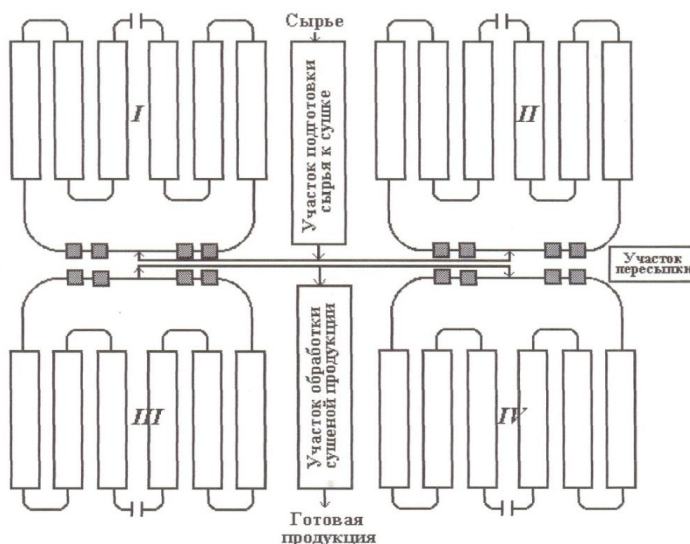 Сырье
I
Участок подготовки
сырья к сушке
II
Участок
пересыпки
III
Участок обработки
сушеной продукции
IV
Готовая
продукция